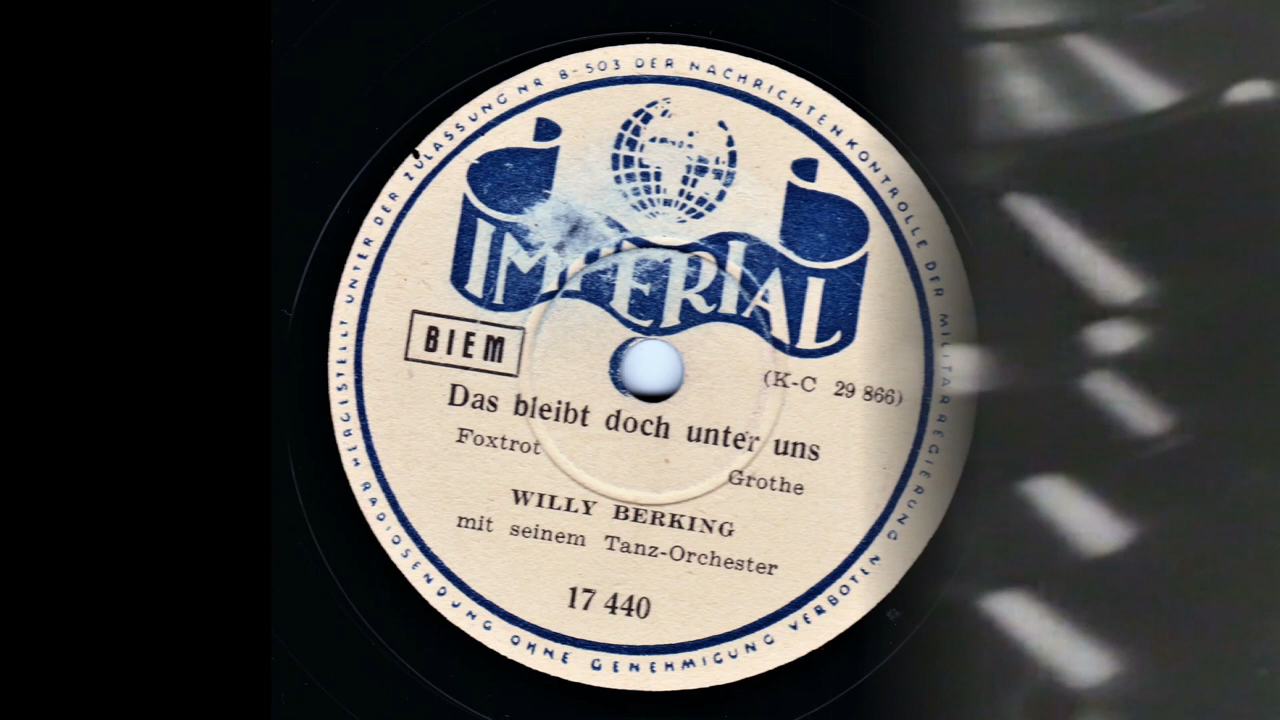 HERGESTELLT UNTER DER ZULASSUNG NR B-503 DER NACHRICHTENKONTROLLE DER MILITÄRREGIERUNG
RADIOSENDUNG OHNE GENEHMIGUNG VERBOTEN
IMPERIAL
BIEM
(K-C 29 866)
Das bleibt doch unter uns
Foxtrot
Grothe
WILLY BERKING
mit seinem Tanz-Orchester
17 440